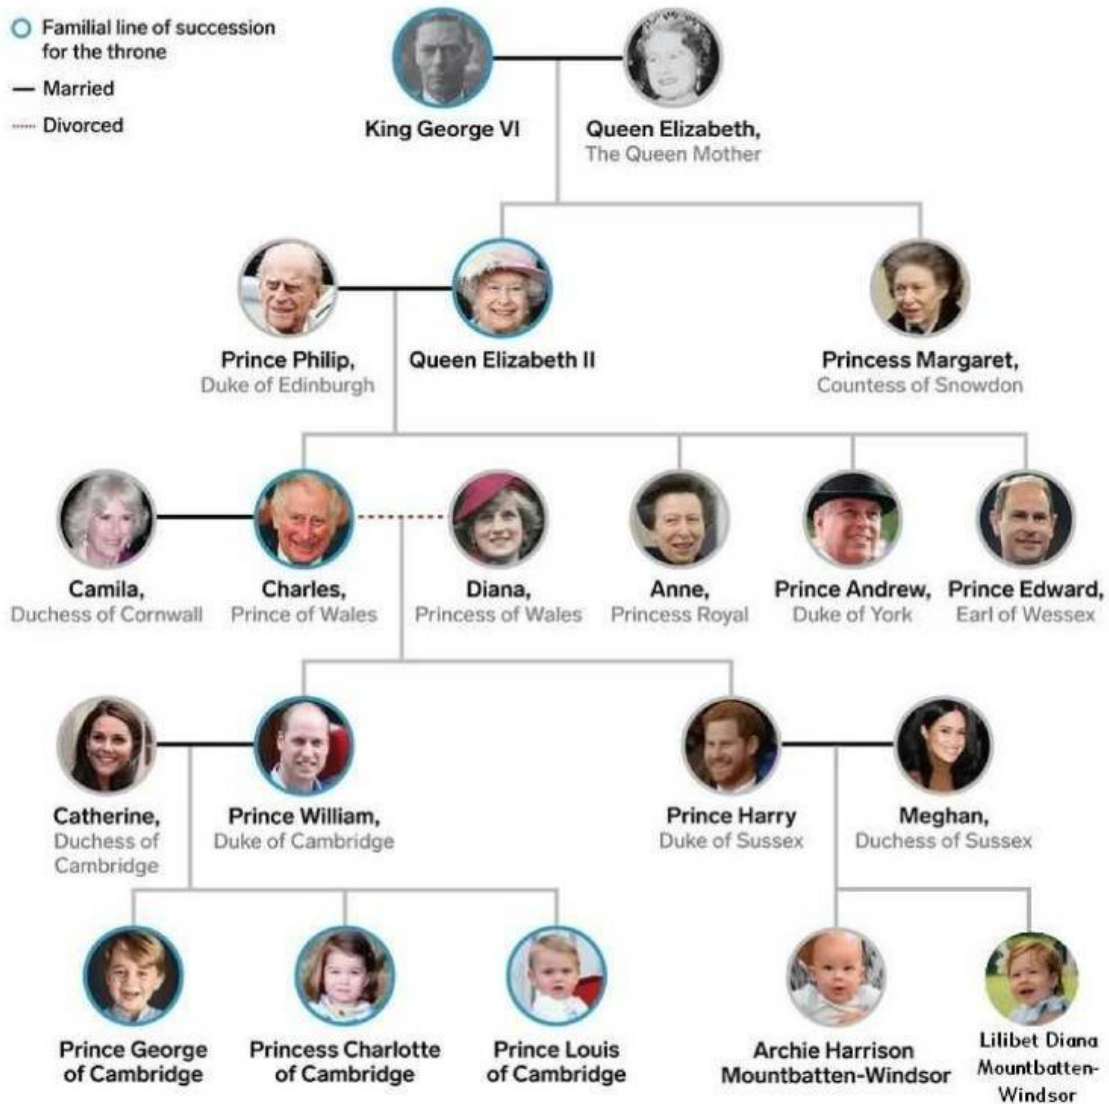 Familial line of succession
for the throne
Married
Divorced
King George VI
Queen Elizabeth,
The Queen Mother
Prince Philip,
Duke of Edinburgh
Queen Elizabeth II
Princess Margaret,
Countess of Snowdon
Camila,
Duchess of Cornwall
Charles,
Prince of Wales
Diana,
Princess of Wales
Anne,
Princess Royal
Prince Andrew,
Duke of York
Prince Edward,
Earl of Wessex
Catherine,
Duchess of
Cambridge
Prince William,
Duke of Cambridge
Prince Harry
Duke of Sussex
Meghan,
Duchess of Sussex
Prince George
of Cambridge
Princess Charlotte
of Cambridge
Prince Louis
of Cambridge
Archie Harrison
Mountbatten-Windsor
Lilibet Diana
Mountbatten-
Windsor